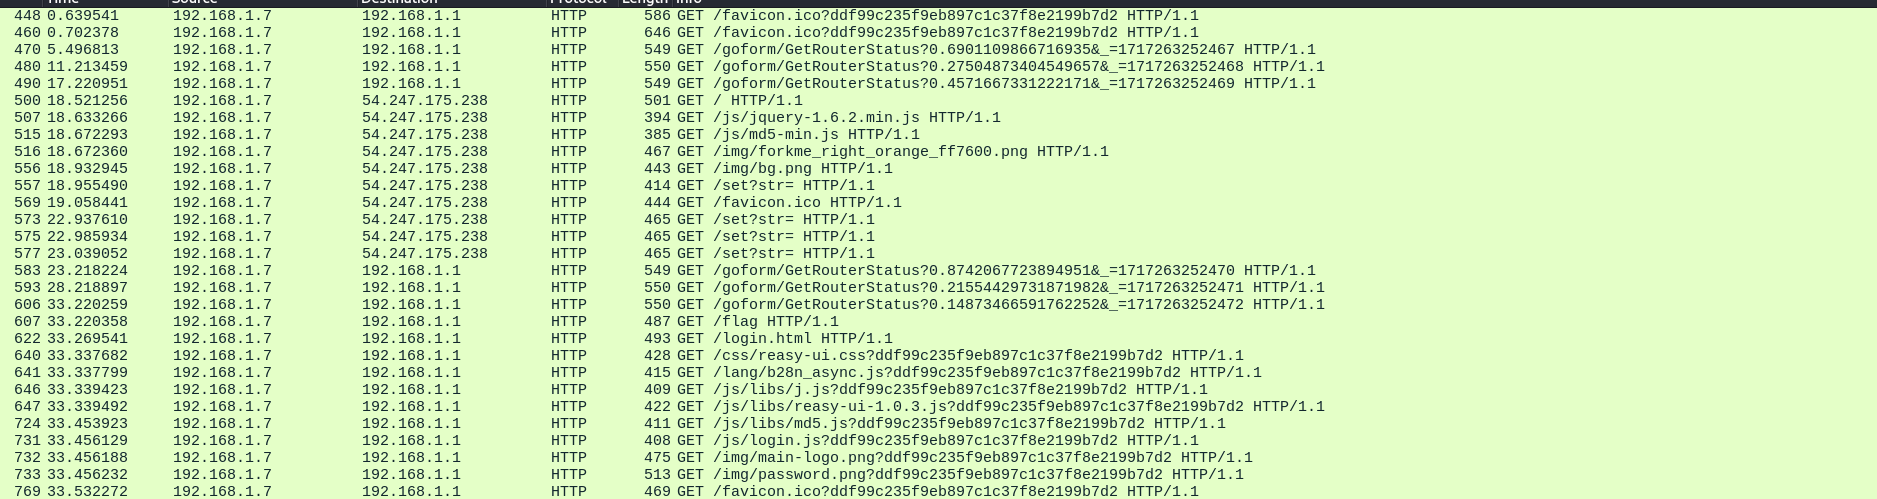 Time Source Destination Protocol Length Info
448 0.639541 192.168.1.7 192.168.1.1 HTTP 586 GET /favicon.ico?ddf99c235f9eb897c1c37f8e2199b7d2 HTTP/1.1
460 0.702378 192.168.1.7 192.168.1.1 HTTP 646 GET /favicon.ico?ddf99c235f9eb897c1c37f8e2199b7d2 HTTP/1.1
470 5.496813 192.168.1.7 192.168.1.1 HTTP 549 GET /goform/GetRouterStatus?0.6901109866716935&_=1717263252467 HTTP/1.1
480 11.213459 192.168.1.7 192.168.1.1 HTTP 550 GET /goform/GetRouterStatus?0.27504873404549657&_=1717263252468 HTTP/1.1
490 17.220951 192.168.1.7 192.168.1.1 HTTP 549 GET /goform/GetRouterStatus?0.4571667331222171&_=1717263252469 HTTP/1.1
500 18.521256 192.168.1.7 54.247.175.238 HTTP 501 GET / HTTP/1.1
507 18.633266 192.168.1.7 54.247.175.238 HTTP 394 GET /js/jquery-1.6.2.min.js HTTP/1.1
515 18.672293 192.168.1.7 54.247.175.238 HTTP 385 GET /js/md5-min.js HTTP/1.1
516 18.672360 192.168.1.7 54.247.175.238 HTTP 467 GET /img/forkme_right_orange_ff7600.png HTTP/1.1
556 18.932945 192.168.1.7 54.247.175.238 HTTP 443 GET /img/bg.png HTTP/1.1
557 18.955490 192.168.1.7 54.247.175.238 HTTP 414 GET /set?str= HTTP/1.1
569 19.058441 192.168.1.7 54.247.175.238 HTTP 444 GET /favicon.ico HTTP/1.1
573 22.937610 192.168.1.7 54.247.175.238 HTTP 465 GET /set?str= HTTP/1.1
575 22.985934 192.168.1.7 54.247.175.238 HTTP 465 GET /set?str= HTTP/1.1
577 23.039052 192.168.1.7 54.247.175.238 HTTP 465 GET /set?str= HTTP/1.1
583 23.218224 192.168.1.7 192.168.1.1 HTTP 549 GET /goform/GetRouterStatus?0.8742067723894951&_=1717263252470 HTTP/1.1
593 28.218897 192.168.1.7 192.168.1.1 HTTP 550 GET /goform/GetRouterStatus?0.21554429731871982&_=1717263252471 HTTP/1.1
606 33.220259 192.168.1.7 192.168.1.1 HTTP 550 GET /goform/GetRouterStatus?0.14873466591762252&_=1717263252472 HTTP/1.1
607 33.220358 192.168.1.7 192.168.1.1 HTTP 487 GET /flag HTTP/1.1
622 33.269541 192.168.1.7 192.168.1.1 HTTP 493 GET /login.html HTTP/1.1
640 33.337682 192.168.1.7 192.168.1.1 HTTP 428 GET /css/reasy-ui.css?ddf99c235f9eb897c1c37f8e2199b7d2 HTTP/1.1
641 33.337799 192.168.1.7 192.168.1.1 HTTP 415 GET /lang/b28n_async.js?ddf99c235f9eb897c1c37f8e2199b7d2 HTTP/1.1
646 33.339423 192.168.1.7 192.168.1.1 HTTP 409 GET /js/libs/j.js?ddf99c235f9eb897c1c37f8e2199b7d2 HTTP/1.1
647 33.339492 192.168.1.7 192.168.1.1 HTTP 422 GET /js/libs/reasy-ui-1.0.3.js?ddf99c235f9eb897c1c37f8e2199b7d2 HTTP/1.1
724 33.453923 192.168.1.7 192.168.1.1 HTTP 411 GET /js/libs/md5.js?ddf99c235f9eb897c1c37f8e2199b7d2 HTTP/1.1
731 33.456129 192.168.1.7 192.168.1.1 HTTP 408 GET /js/login.js?ddf99c235f9eb897c1c37f8e2199b7d2 HTTP/1.1
732 33.456188 192.168.1.7 192.168.1.1 HTTP 475 GET /img/main-logo.png?ddf99c235f9eb897c1c37f8e2199b7d2 HTTP/1.1
733 33.456232 192.168.1.7 192.168.1.1 HTTP 513 GET /img/password.png?ddf99c235f9eb897c1c37f8e2199b7d2 HTTP/1.1
769 33.532272 192.168.1.7 192.168.1.1 HTTP 469 GET /favicon.ico?ddf99c235f9eb897c1c37f8e2199b7d2 HTTP/1.1